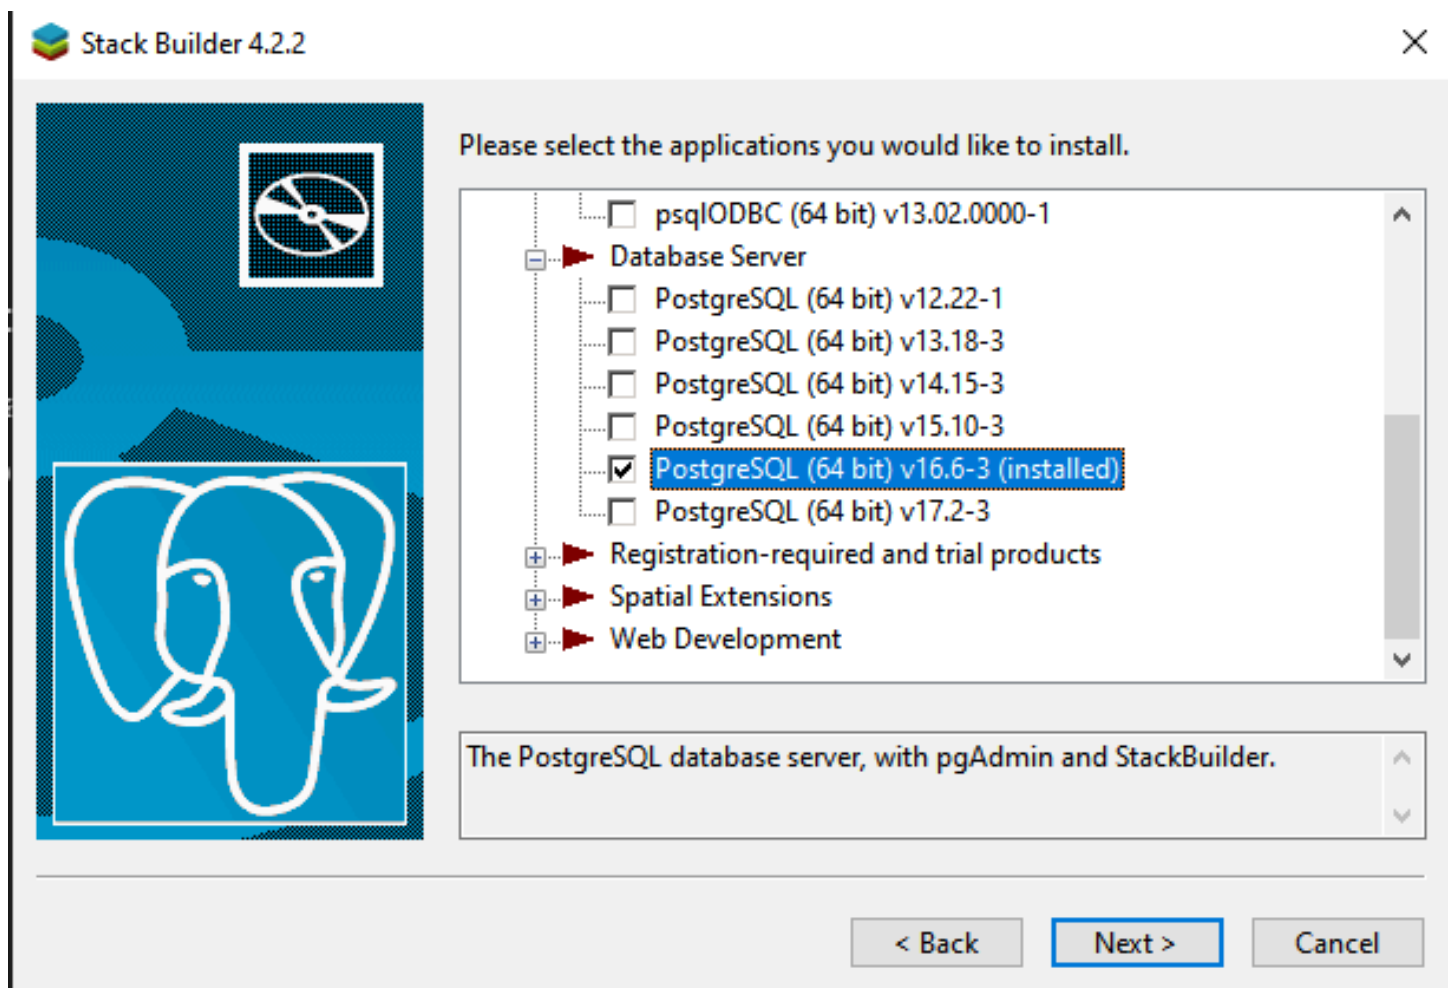 Stack Builder 4.2.2
Please select the applications you would like to install.
psqlODBC (64 bit) v13.02.0000-1
Database Server
PostgreSQL (64 bit) v12.22-1
PostgreSQL (64 bit) v13.18-3
PostgreSQL (64 bit) v14.15-3
PostgreSQL (64 bit) v15.10-3
PostgreSQL (64 bit) v16.6-3 (installed)
PostgreSQL (64 bit) v17.2-3
Registration-required and trial products
Spatial Extensions
Web Development
The PostgreSQL database server, with pgAdmin and StackBuilder.
< Back Next > Cancel